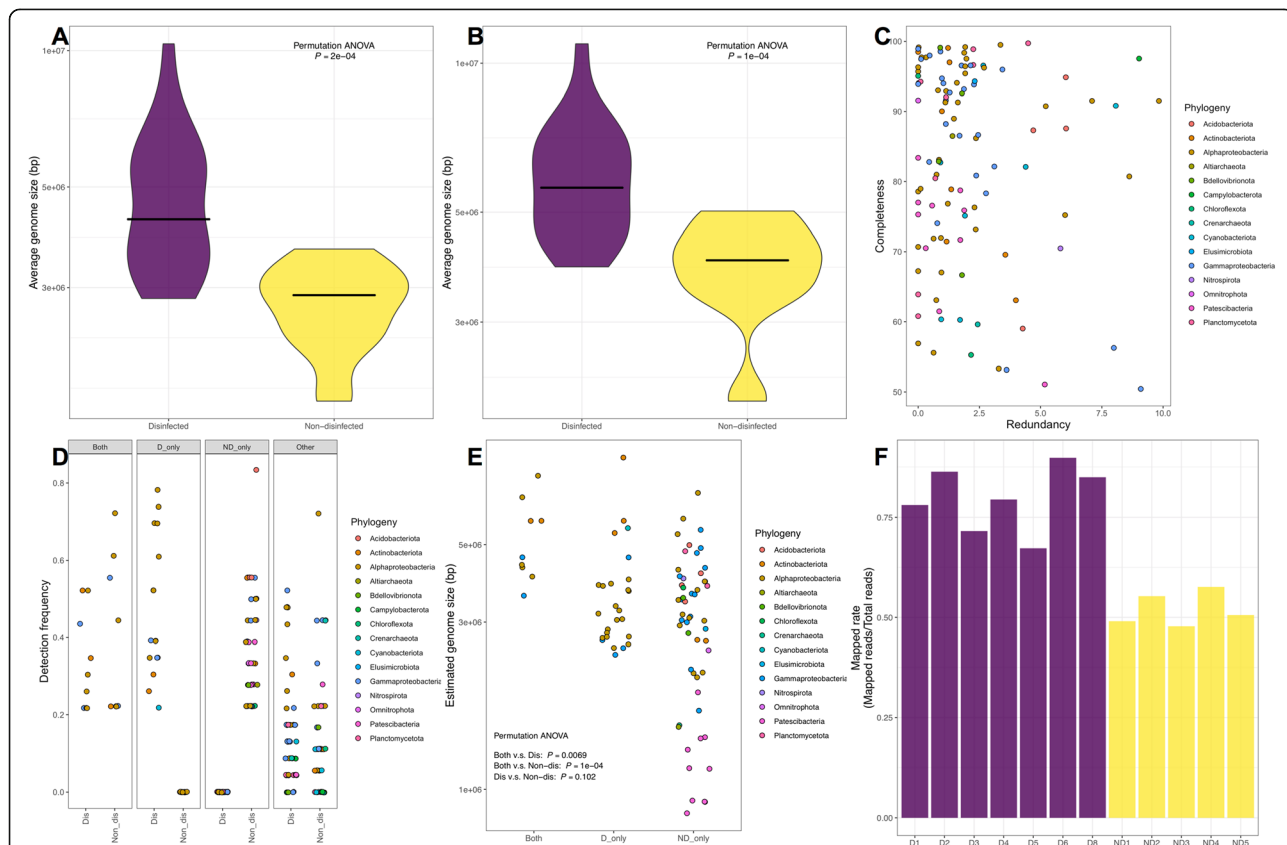 A
Permutation ANOVA
P = 2e−04
Average genome size (bp)
1e+07
5e+06
3e+06
Disinfected
Non−disinfected
B
Permutation ANOVA
P = 1e−04
Average genome size (bp)
1e+07
5e+06
3e+06
Disinfected
Non−disinfected
C
Completeness
100
90
80
70
60
50
0.0
2.5
5.0
7.5
10.0
Redundancy
Phylogeny
Acidobacteriota
Actinobacteriota
Alphaproteobacteria
Altiarchaeota
Bdellovibrionota
Campylobacterota
Chloroflexota
Crenarchaeota
Cyanobacteriota
Elusimicrobiota
Gammaproteobacteria
Nitrospirota
Omnitrophota
Patescibacteria
Planctomycetota
D
Both
D_only
ND_only
Other
Detection frequency
0.8
0.6
0.4
0.2
0.0
Dis
Non_dis
Dis
Non_dis
Dis
Non_dis
Dis
Non_dis
Phylogeny
Acidobacteriota
Actinobacteriota
Alphaproteobacteria
Altiarchaeota
Bdellovibrionota
Campylobacterota
Crenarchaeota
Cyanobacteriota
Elusimicrobiota
Gammaproteobacteria
Nitrospirota
Omnitrophota
Patescibacteria
Planctomycetota
E
Estimated genome size (bp)
5e+06
3e+06
1e+06
Permutation ANOVA
Both v.s. Dis: P = 0.0069
Both v.s. Non−dis: P = 1e−04
Dis v.s. Non−dis: P = 0.102
Both
D_only
ND_only
Phylogeny
Acidobacteriota
Actinobacteriota
Alphaproteobacteria
Altiarchaeota
Bdellovibrionota
Chloroflexota
Crenarchaeota
Cyanobacteriota
Elusimicrobiota
Gammaproteobacteria
Nitrospirota
Omnitrophota
Patescibacteria
Planctomycetota
F
Mapped rate
(Mapped reads/Total reads)
0.75
0.50
0.25
0.00
D1
D2
D3
D4
D5
D6
D8
ND1
ND2
ND3
ND4
ND5